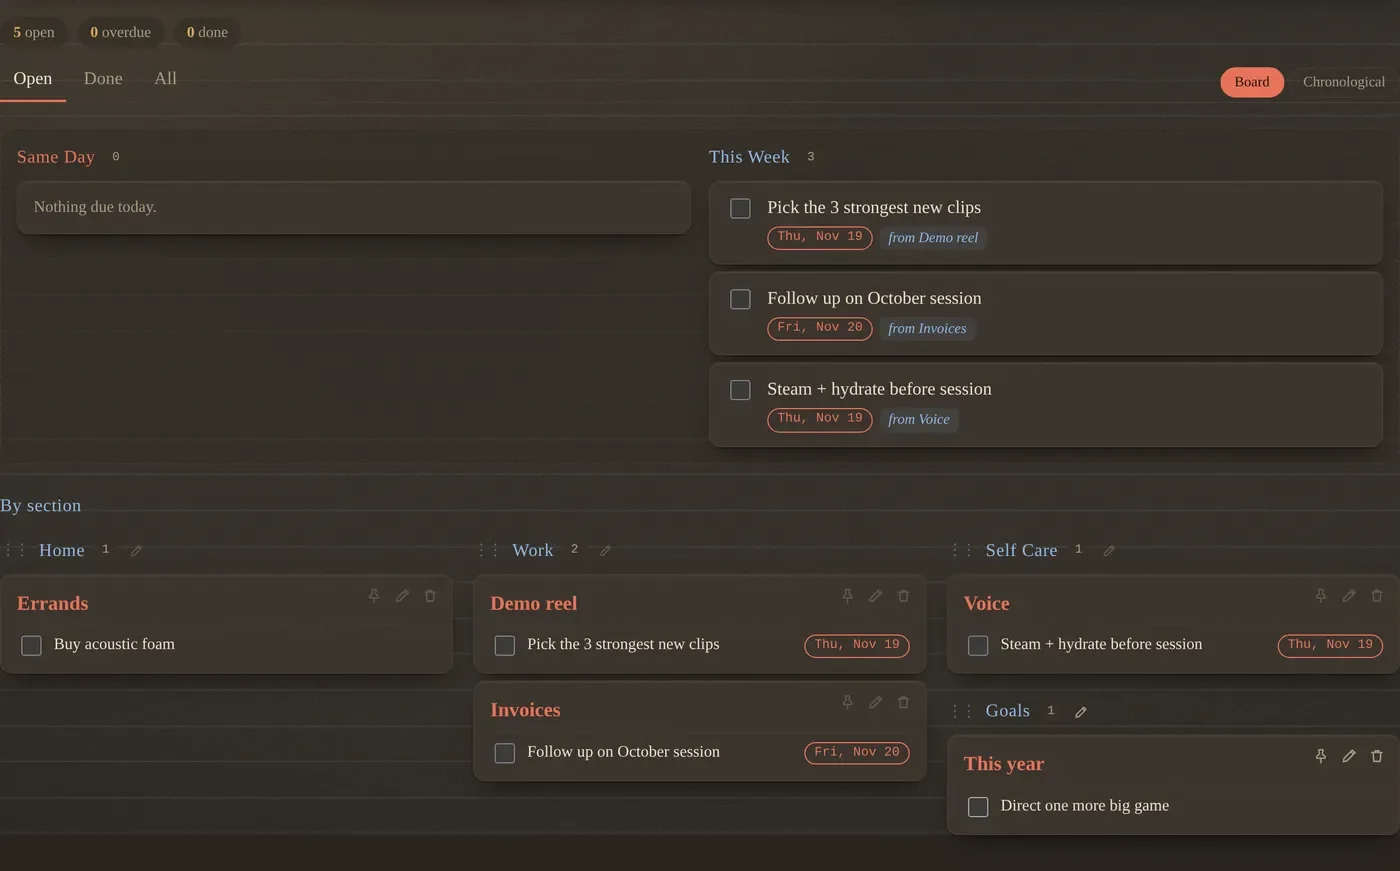 5 open 0 overdue 0 done
Open Done All
Board Chronological
Same Day 0
Nothing due today.
This Week 3
Pick the 3 strongest new clips
Thu, Nov 19 from Demo reel
Follow up on October session
Fri, Nov 20 from Invoices
Steam + hydrate before session
Thu, Nov 19 from Voice
By section
Home 1
Errands
Buy acoustic foam
Work 2
Demo reel
Pick the 3 strongest new clips Thu, Nov 19
Invoices
Follow up on October session Fri, Nov 20
Self Care 1
Voice
Steam + hydrate before session Thu, Nov 19
Goals 1
This year
Direct one more big game